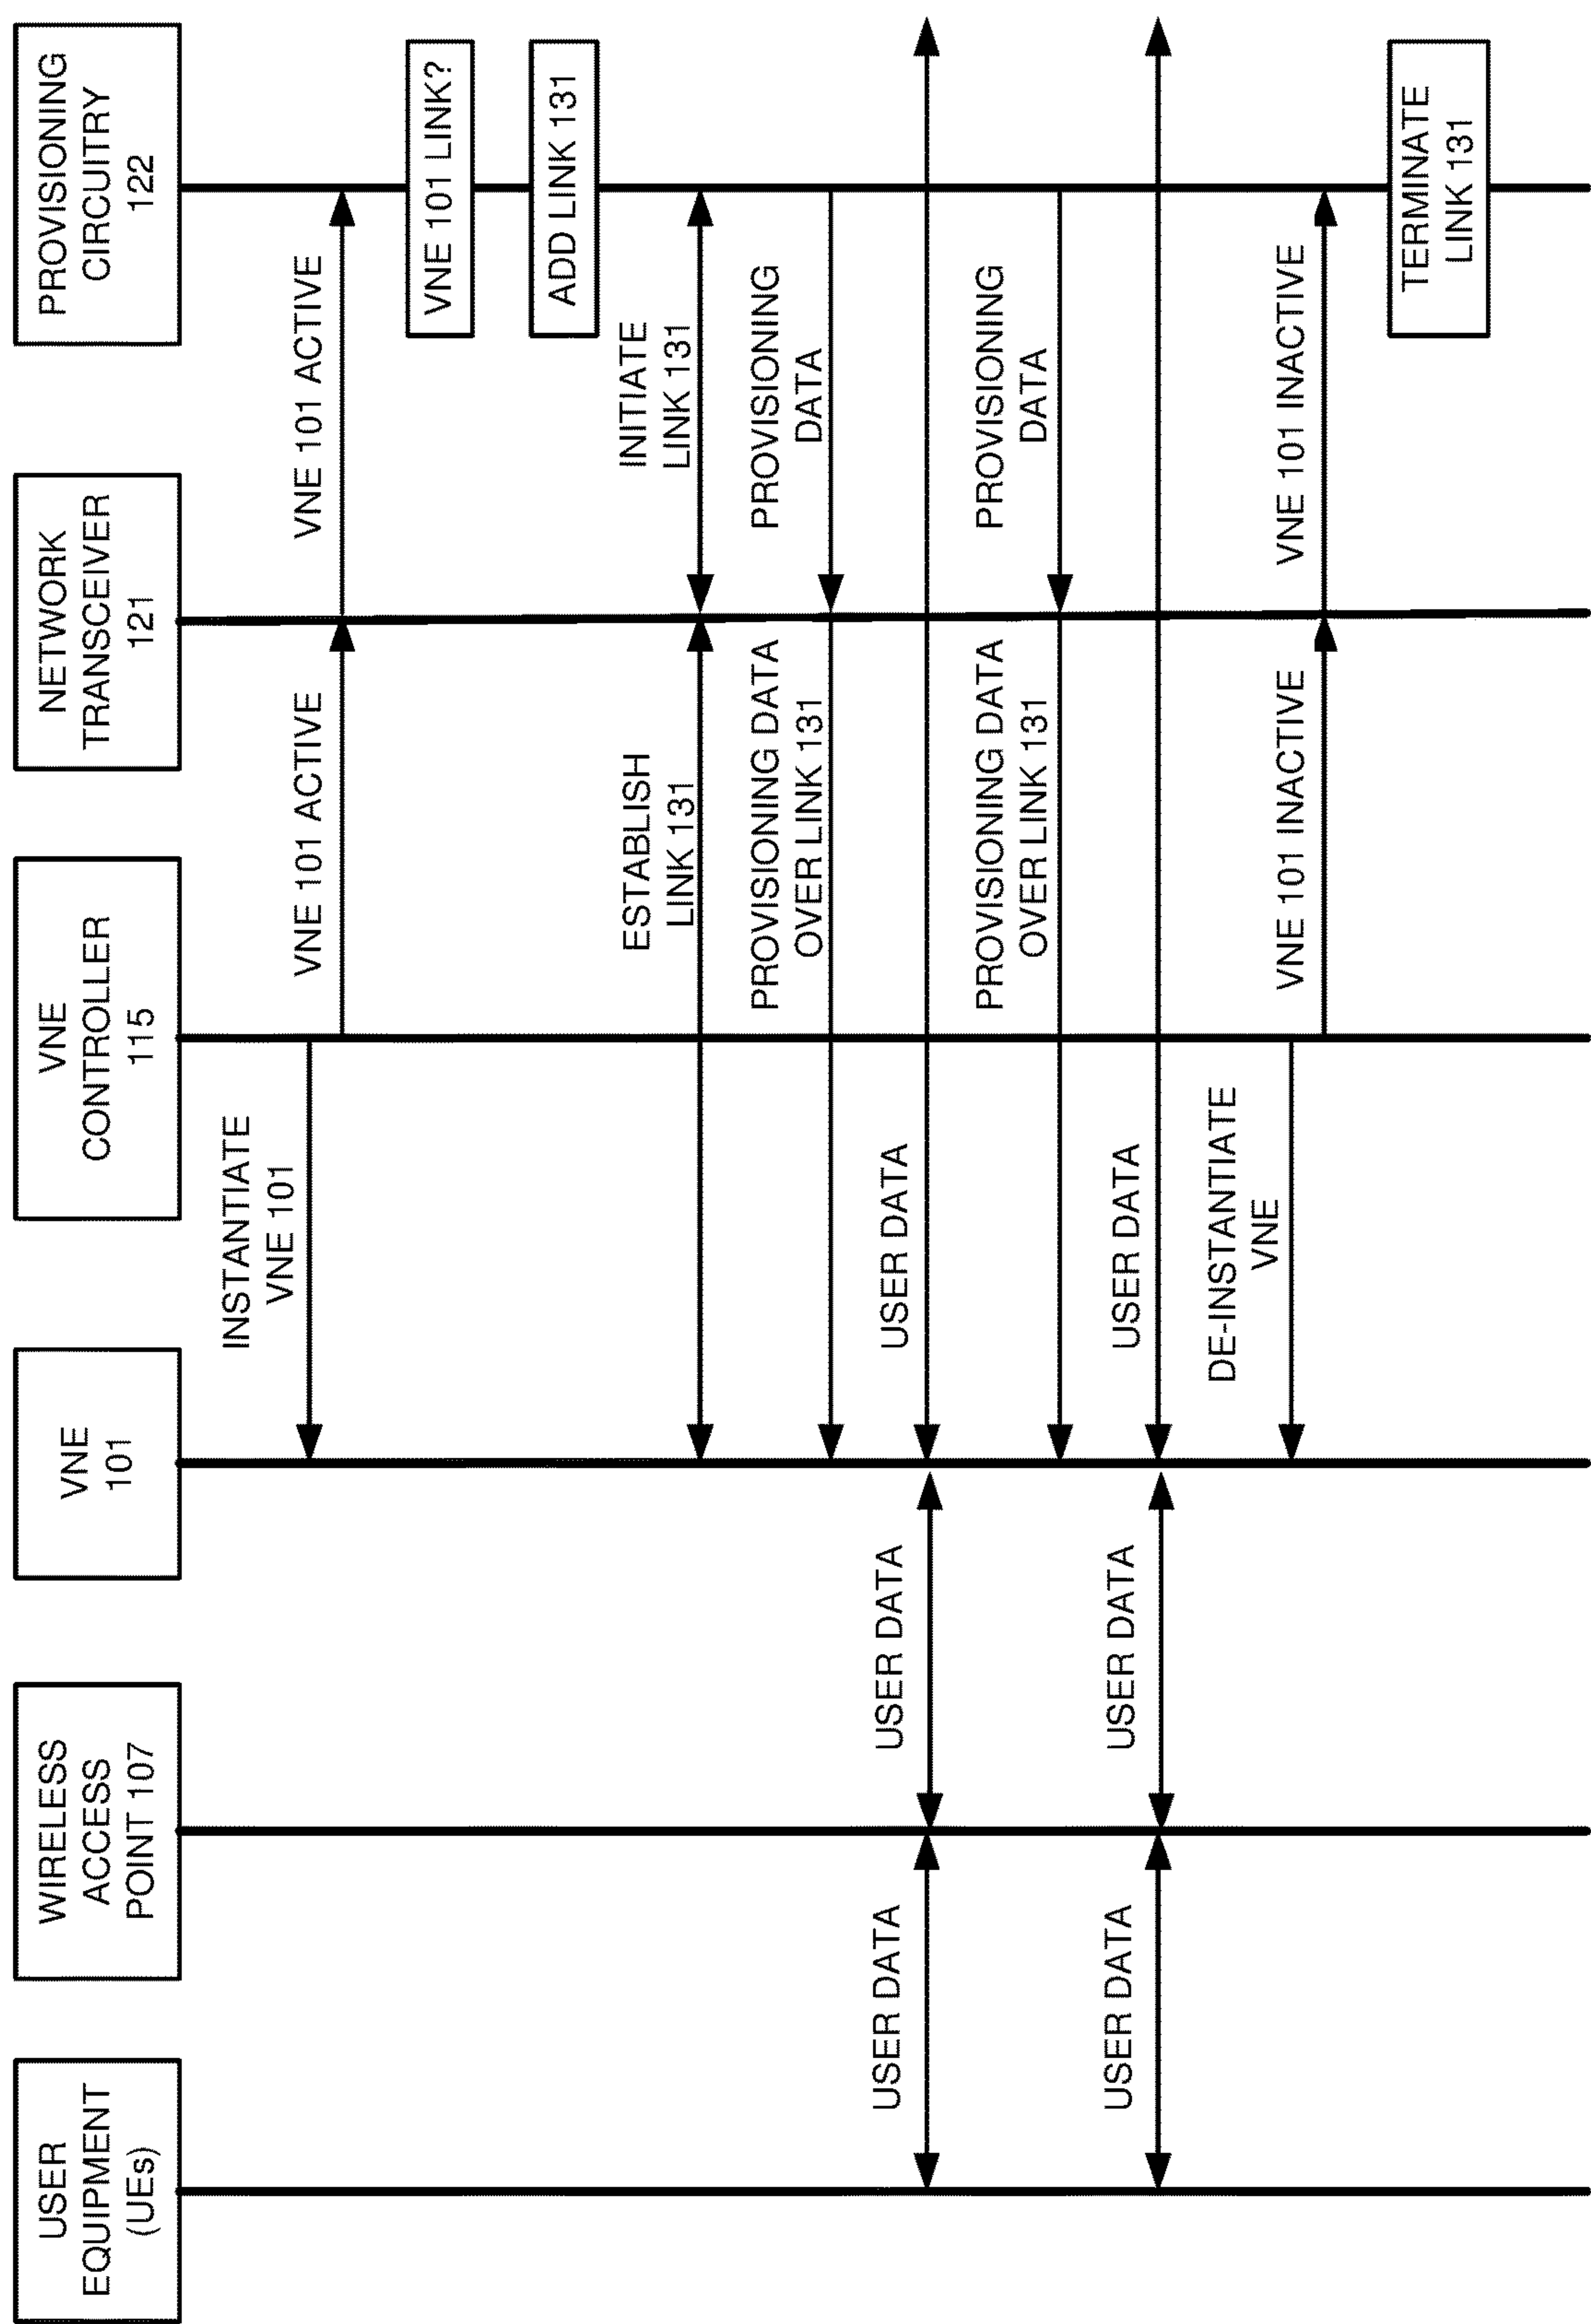 USER
EQUIPMENT
(UEs)
WIRELESS
ACCESS
POINT 107
VNE
101
VNE
CONTROLLER
115
NETWORK
TRANSCEIVER
121
PROVISIONING
CIRCUITRY
122
INSTANTIATE
VNE 101
VNE 101 ACTIVE
VNE 101 ACTIVE
VNE 101 LINK?
ADD LINK 131
ESTABLISH
LINK 131
INITIATE
LINK 131
PROVISIONING DATA
OVER LINK 131
PROVISIONING
DATA
USER DATA
USER DATA
USER DATA
PROVISIONING DATA
OVER LINK 131
PROVISIONING
DATA
USER DATA
USER DATA
USER DATA
DE-INSTANTIATE
VNE
VNE 101 INACTIVE
VNE 101 INACTIVE
TERMINATE
LINK 131